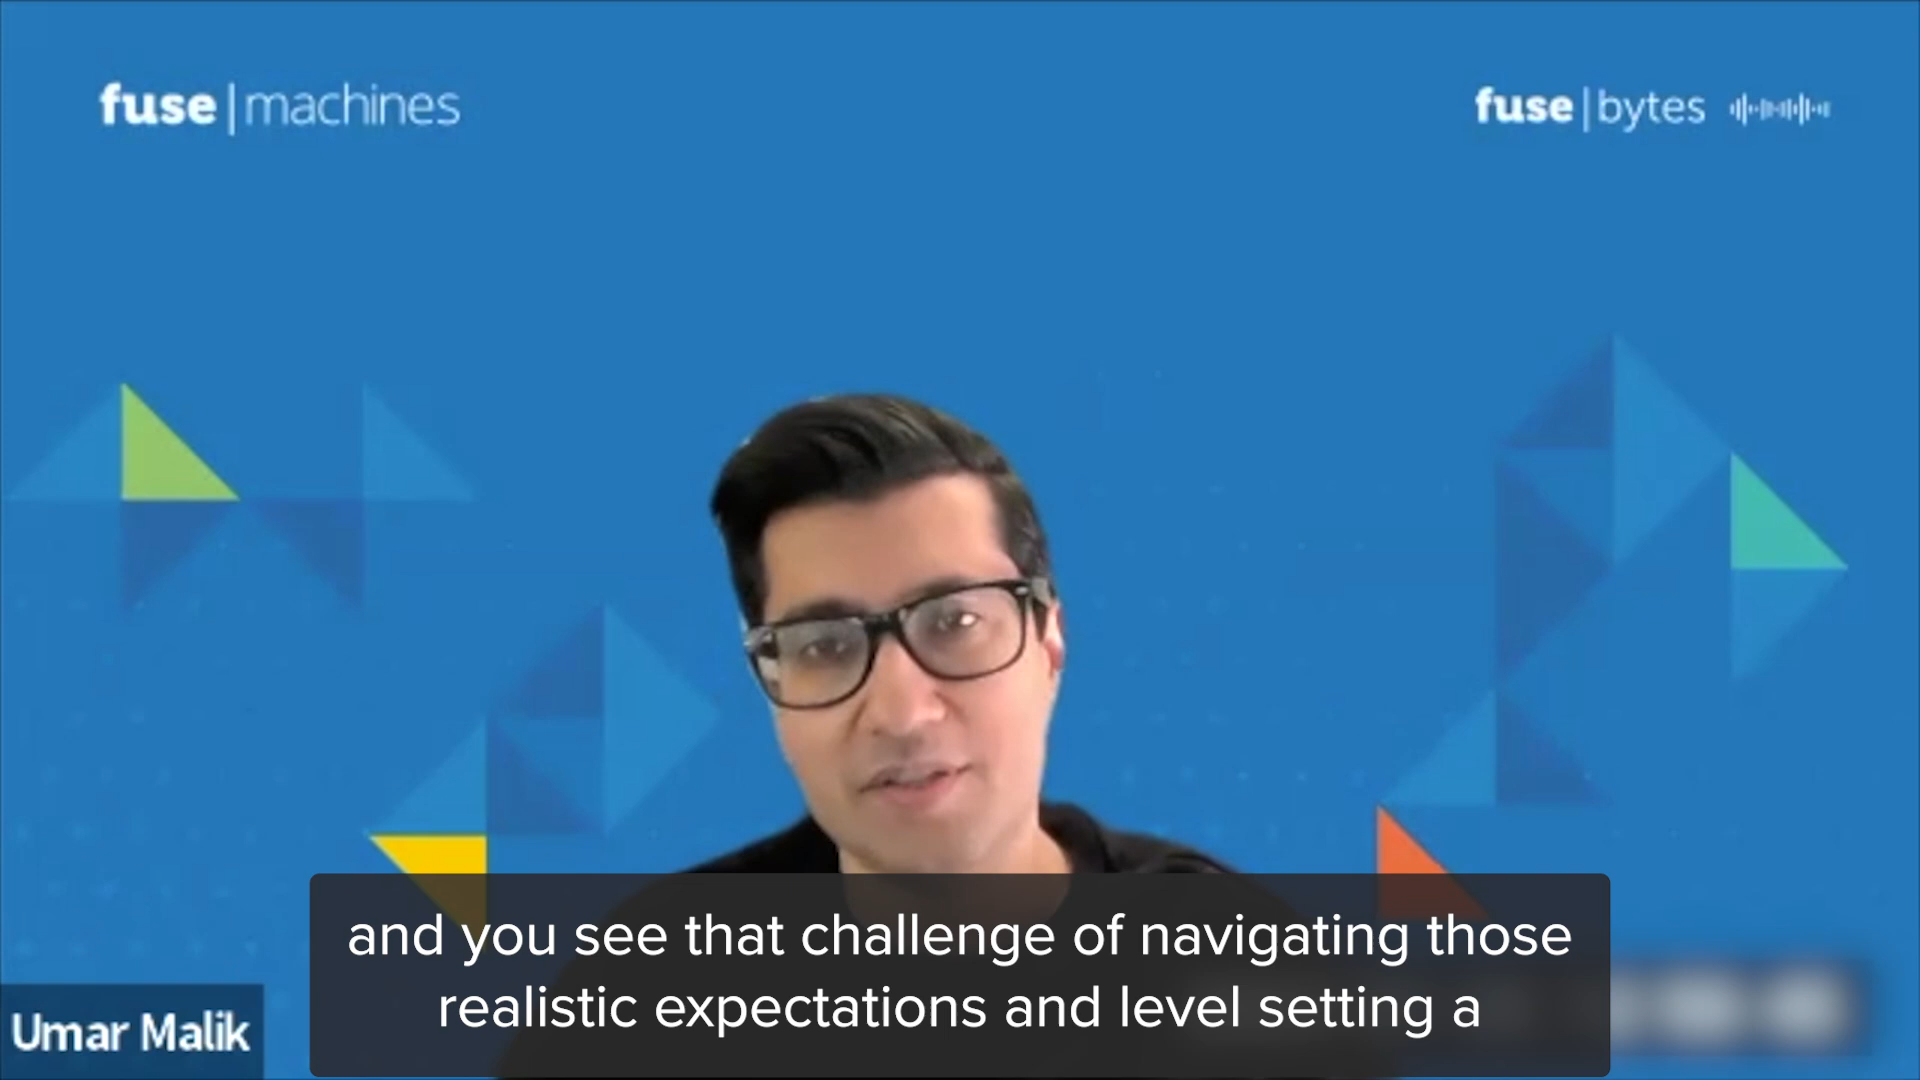 fuse|machines
fuse|bytes
and you see that challenge of navigating those
realistic expectations and level setting a
Umar Malik